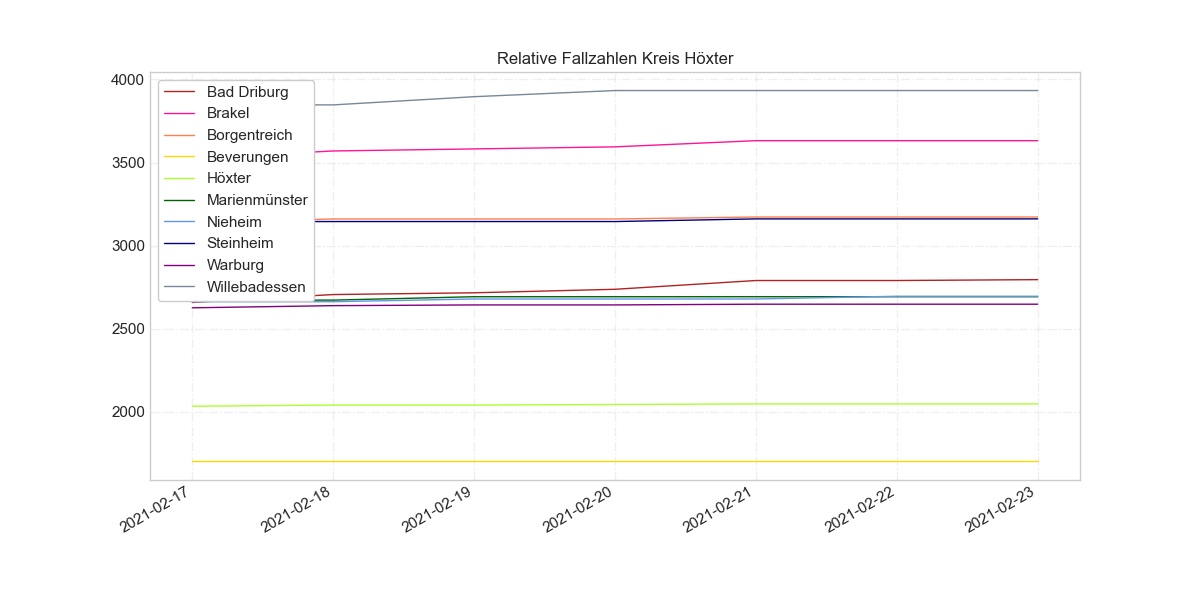 Relative Fallzahlen Kreis Höxter
4000
3500
3000
2500
2000
Bad Driburg
Brakel
Borgentreich
Beverungen
Höxter
Marienmünster
Nieheim
Steinheim
Warburg
Willebadessen
2021-02-17
2021-02-18
2021-02-19
2021-02-20
2021-02-21
2021-02-22
2021-02-23